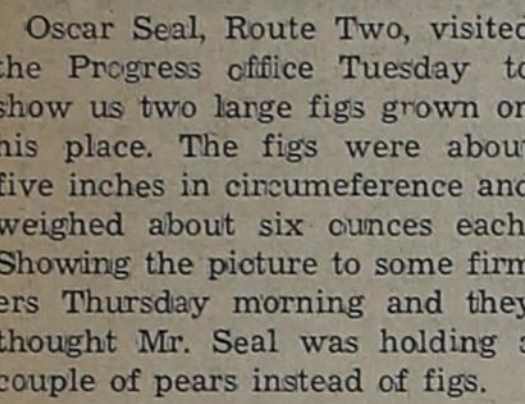 Oscar Seal, Route Two, visited
the Progress office Tuesday to
show us two large figs grown on
his place. The figs were about
five inches in circumeference and
weighed about six ounces each.
Showing the picture to some firm
ers Thursday morning and they
thought Mr. Seal was holding a
couple of pears instead of figs.